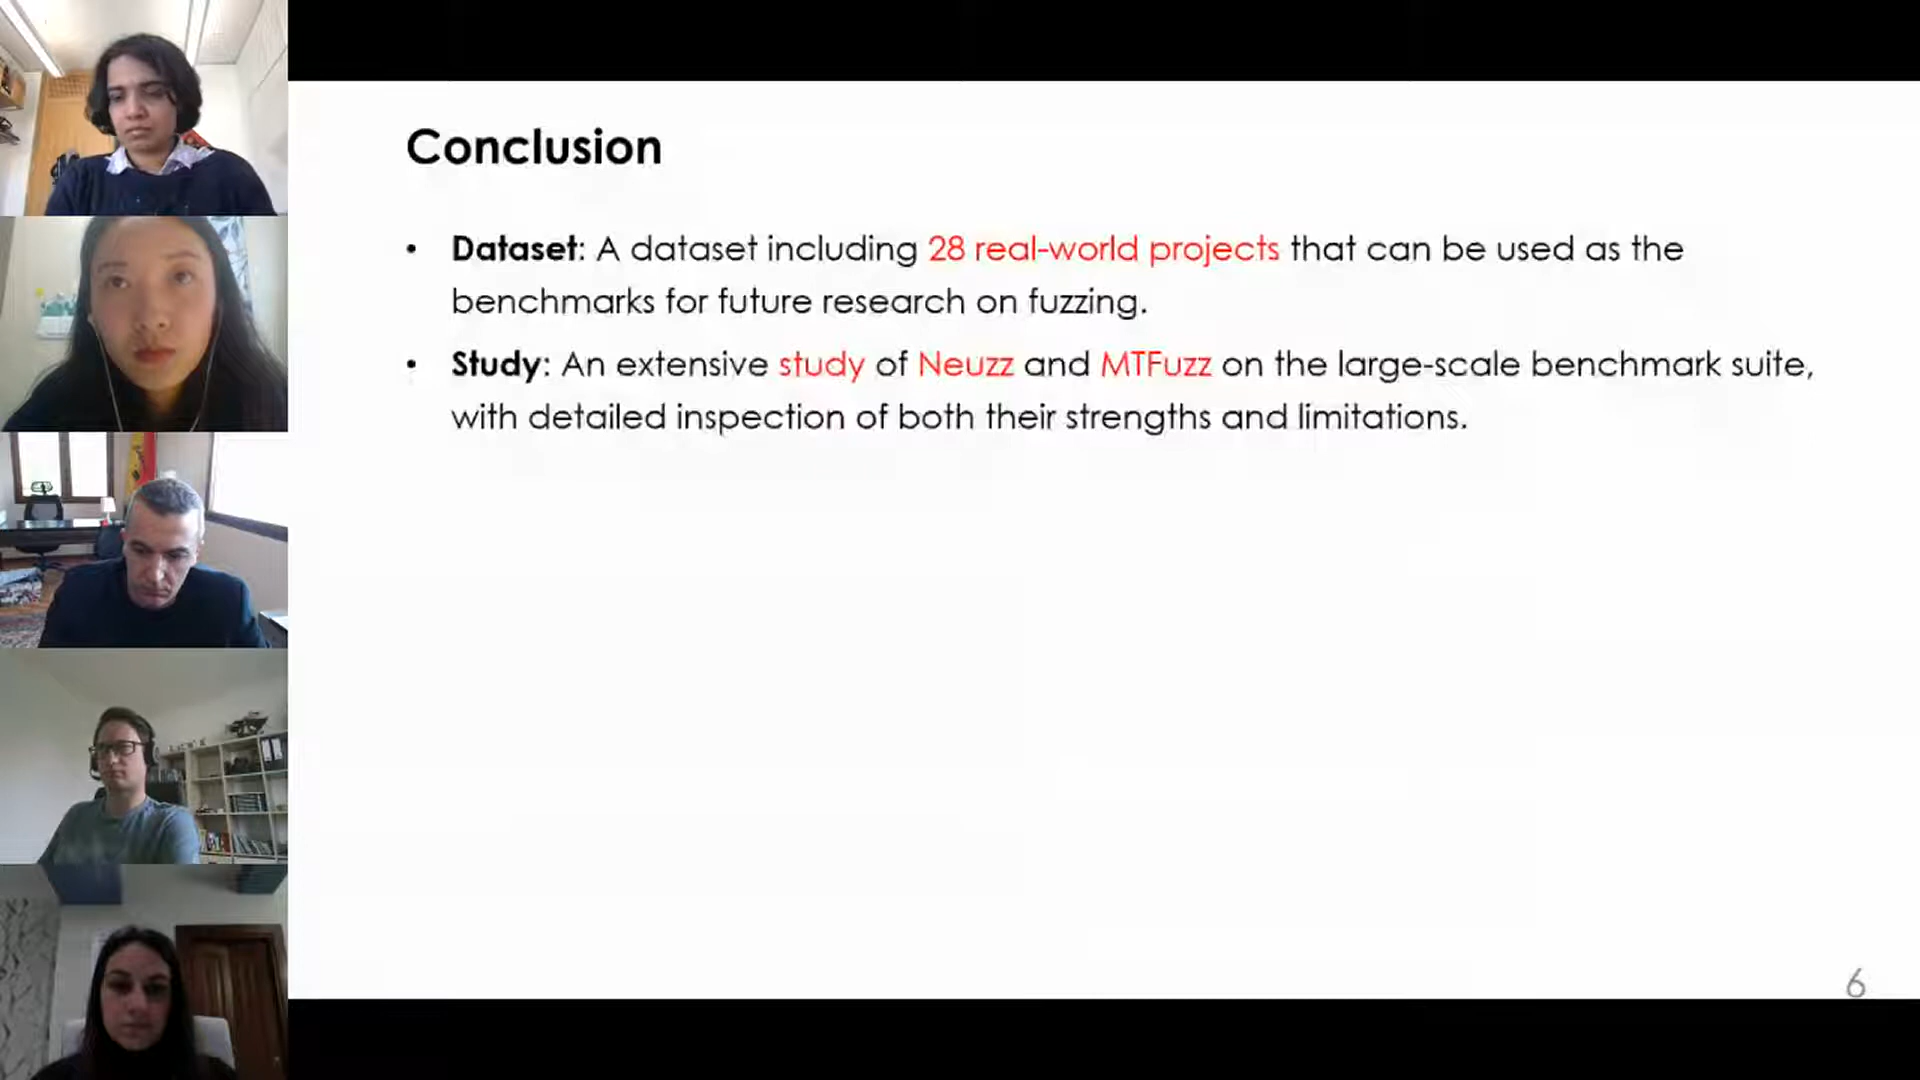 Conclusion
• Dataset: A dataset including 28 real-world projects that can be used as the
benchmarks for future research on fuzzing.
• Study: An extensive study of Neuzz and MTFuzz on the large-scale benchmark suite,
with detailed inspection of both their strengths and limitations.
6